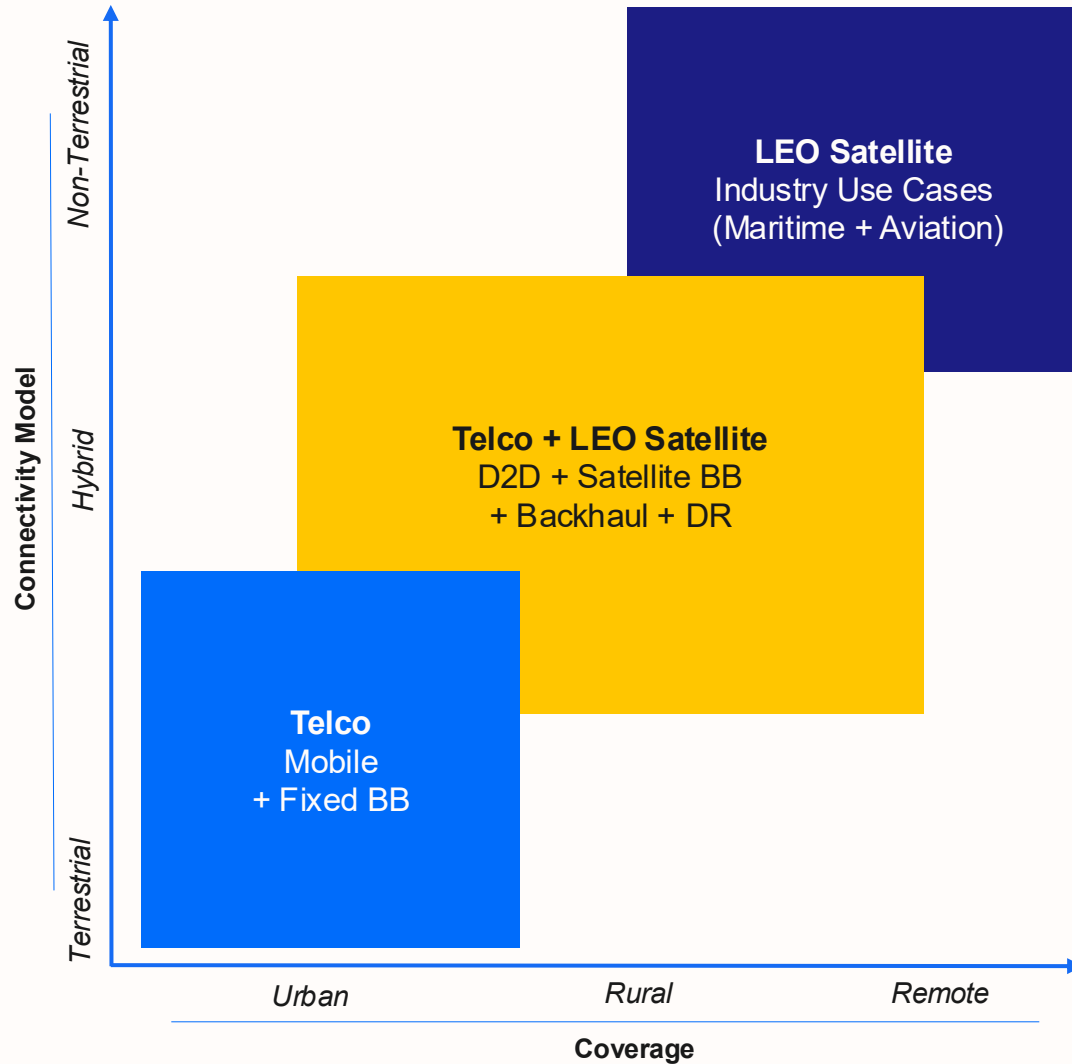 Connectivity Model
Non-Terrestrial
Hybrid
Terrestrial
LEO Satellite
Industry Use Cases
(Maritime + Aviation)
Telco + LEO Satellite
D2D + Satellite BB
+ Backhaul + DR
Telco
Mobile
+ Fixed BB
Urban
Rural
Remote
Coverage